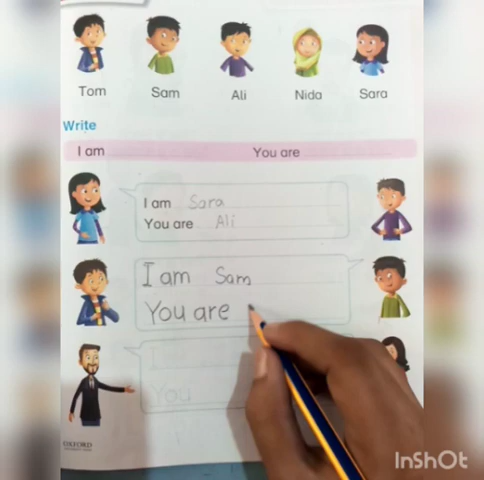 Tom Sam Ali Nida Sara
Write
I am You are
I am Sara
You are Ali
I am Sam
You are
I
You
OXFORD
InShOt